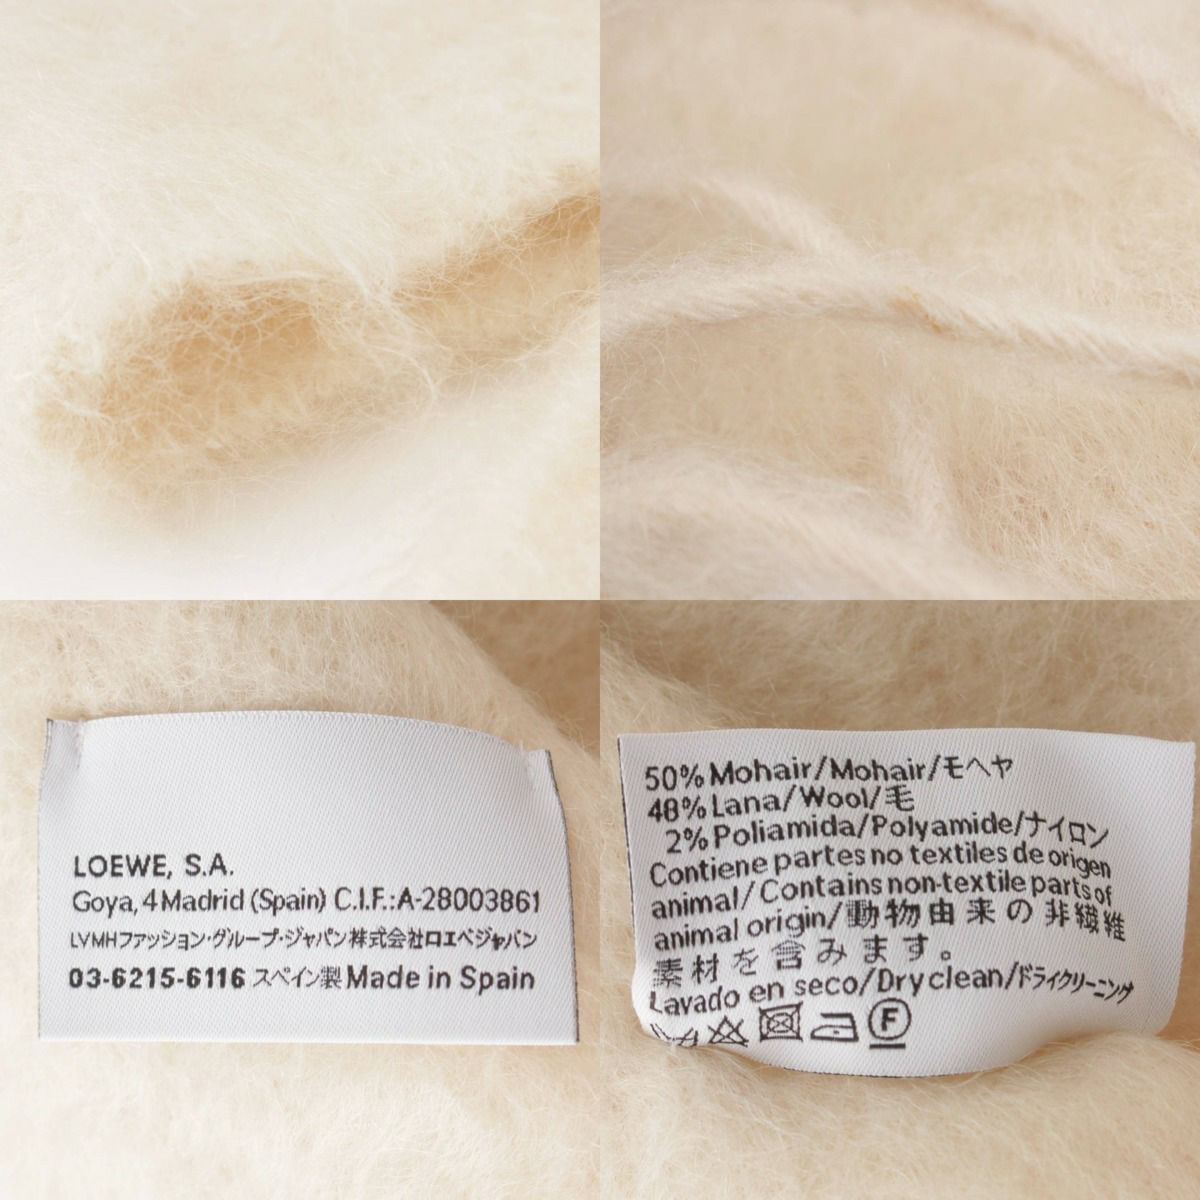 LOEWE, S.A.
Goya, 4 Madrid (Spain) C.I.F.:A-28003861
LVMHファッション・グループ・ジャパン株式会社ロエベジャパン
03-6215-6116 スペイン製 Made in Spain
50% Mohair/Mohair/モヘヤ
48% Lana/Wool/毛
2% Poliamida/Polyamide/ナイロン
Contiene partes no textiles de origen
animal/Contains non-textile parts of
animal origin/動物由来の非繊維
素材を含みます。
Lavado en seco/Dry clean/ドライクリーニング
F